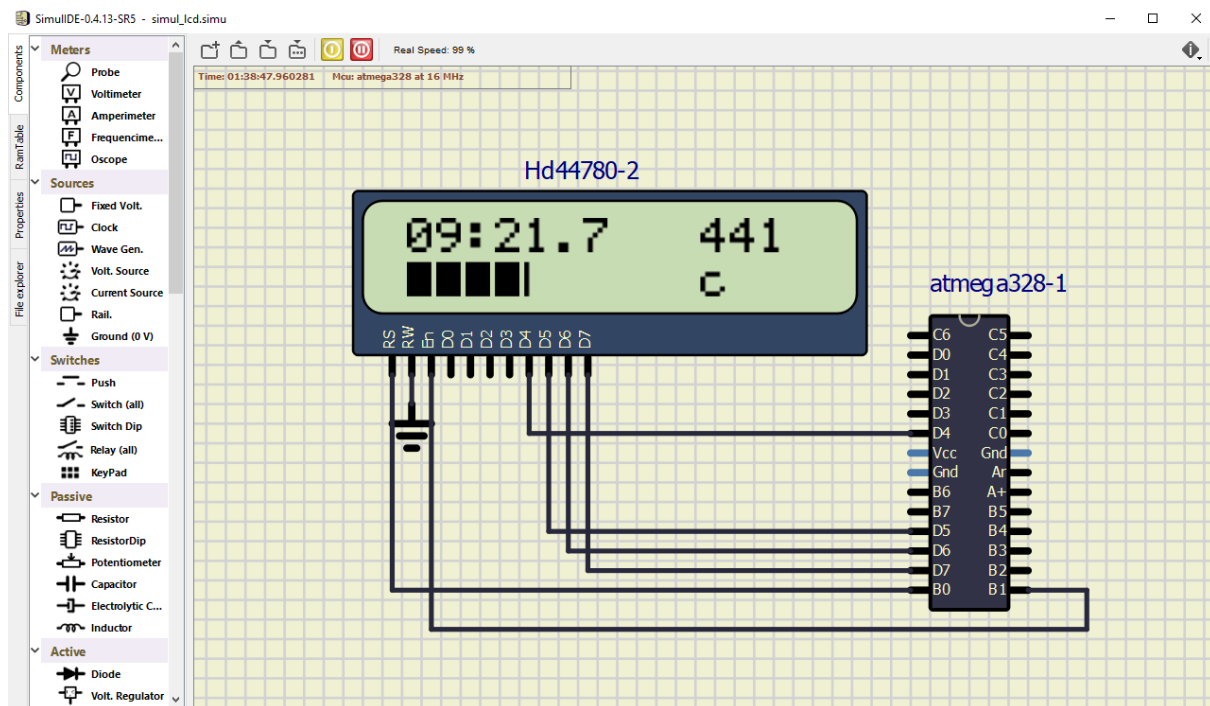 SimulIDE-0.4.13-SR5 - simul_lcd.simu
Components
RamTable
Properties
File explorer
Meters
Probe
Voltimeter
Amperimeter
Frequencime...
Oscope
Sources
Fixed Volt.
Clock
Wave Gen.
Volt. Source
Current Source
Rail.
Ground (0 V)
Switches
Push
Switch (all)
Switch Dip
Relay (all)
KeyPad
Passive
Resistor
ResistorDip
Potentiometer
Capacitor
Electrolytic C...
Inductor
Active
Diode
Volt. Regulator
Real Speed: 99 %
Time: 01:38:47.960281 Mcu: atmega328 at 16 MHz
Hd44780-2
09:21.7 441
c
RS RW En D0 D1 D2 D3 D4 D5 D6 D7
atmega328-1
C6 C5
D0 C4
D1 C3
D2 C2
D3 C1
D4 C0
Vcc Gnd
Gnd Ar
B6 A+
B7 B5
D5 B4
D6 B3
D7 B2
B0 B1